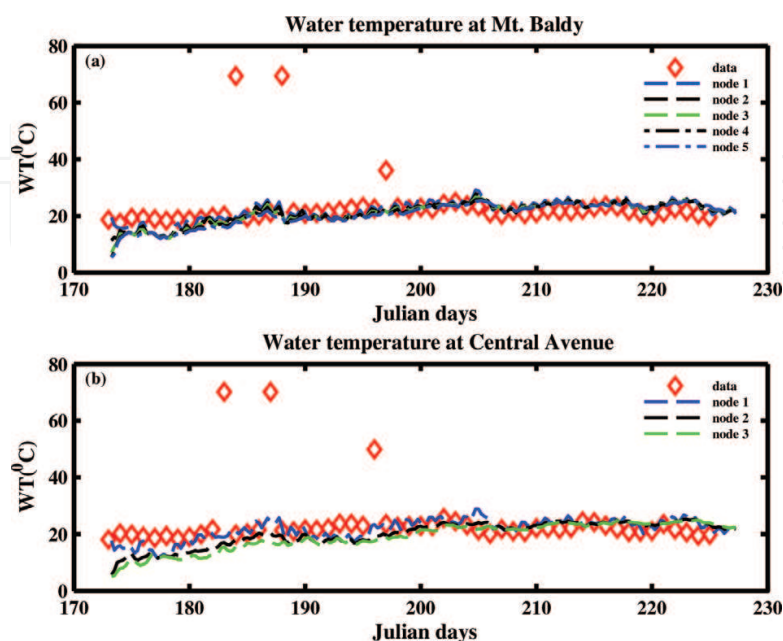 Water temperature at Mt. Baldy
(a)
80
60
40
20
0
WT(⁰C)
data
node 1
node 2
node 3
node 4
node 5
170 180 190 200 210 220 230
Julian days
Water temperature at Central Avenue
(b)
80
60
40
20
0
WT(⁰C)
data
node 1
node 2
node 3
170 180 190 200 210 220 230
Julian days